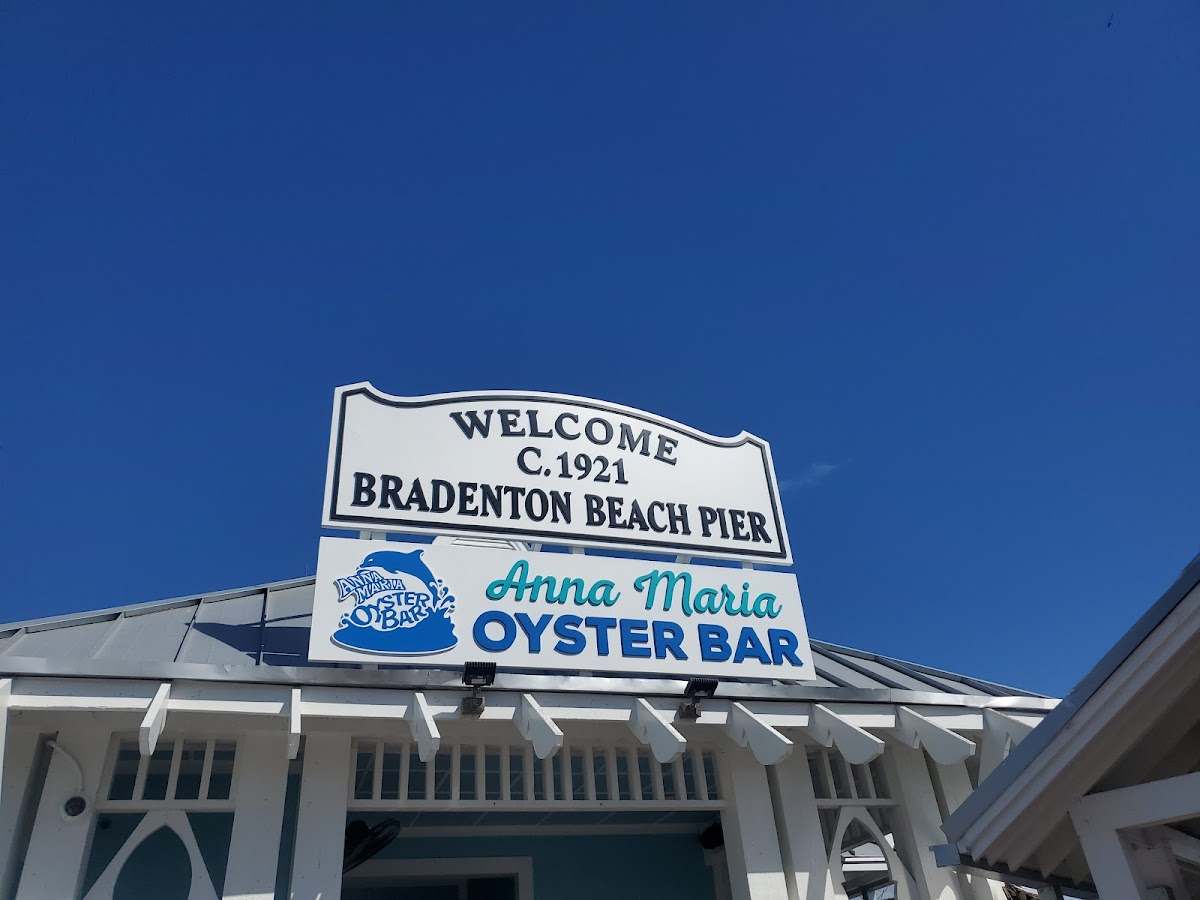 WELCOME
C. 1921
BRADENTON BEACH PIER
ANNA
MARIA
OYSTER
BAR
Anna Maria
OYSTER BAR